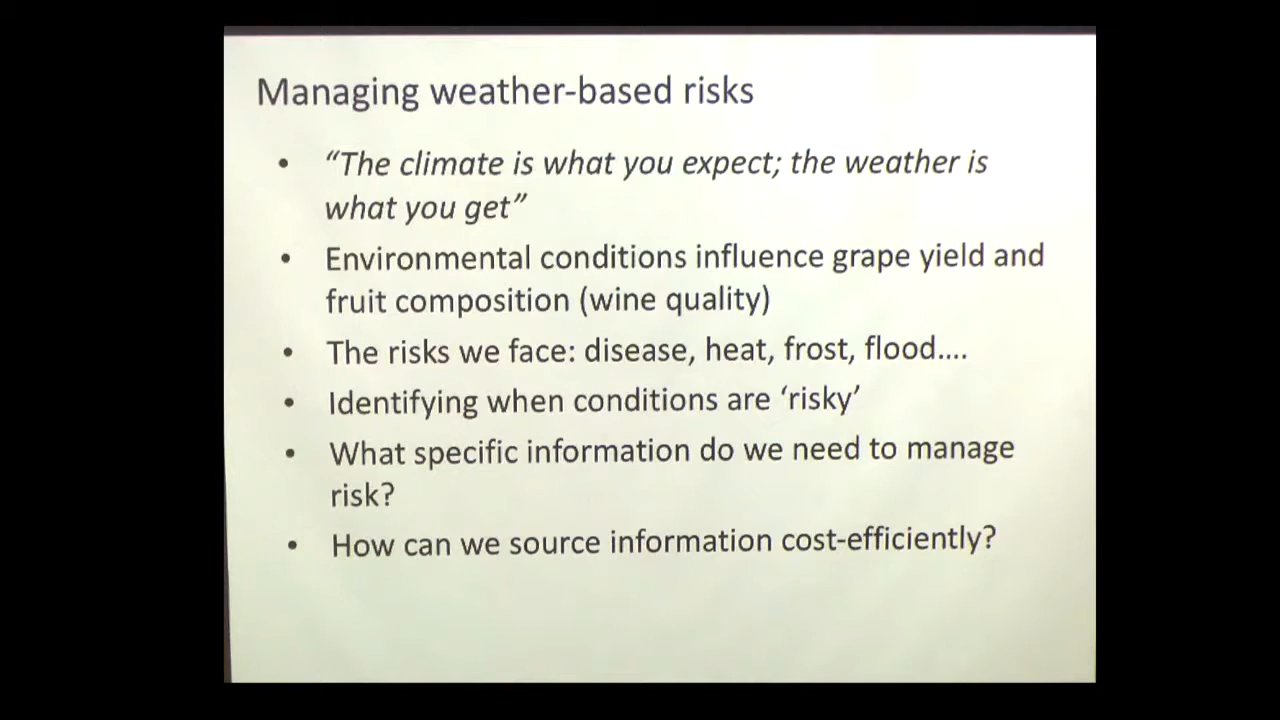 Managing weather-based risks
• “The climate is what you expect; the weather is
what you get”
• Environmental conditions influence grape yield and
fruit composition (wine quality)
• The risks we face: disease, heat, frost, flood....
• Identifying when conditions are ‘risky’
• What specific information do we need to manage
risk?
• How can we source information cost-efficiently?